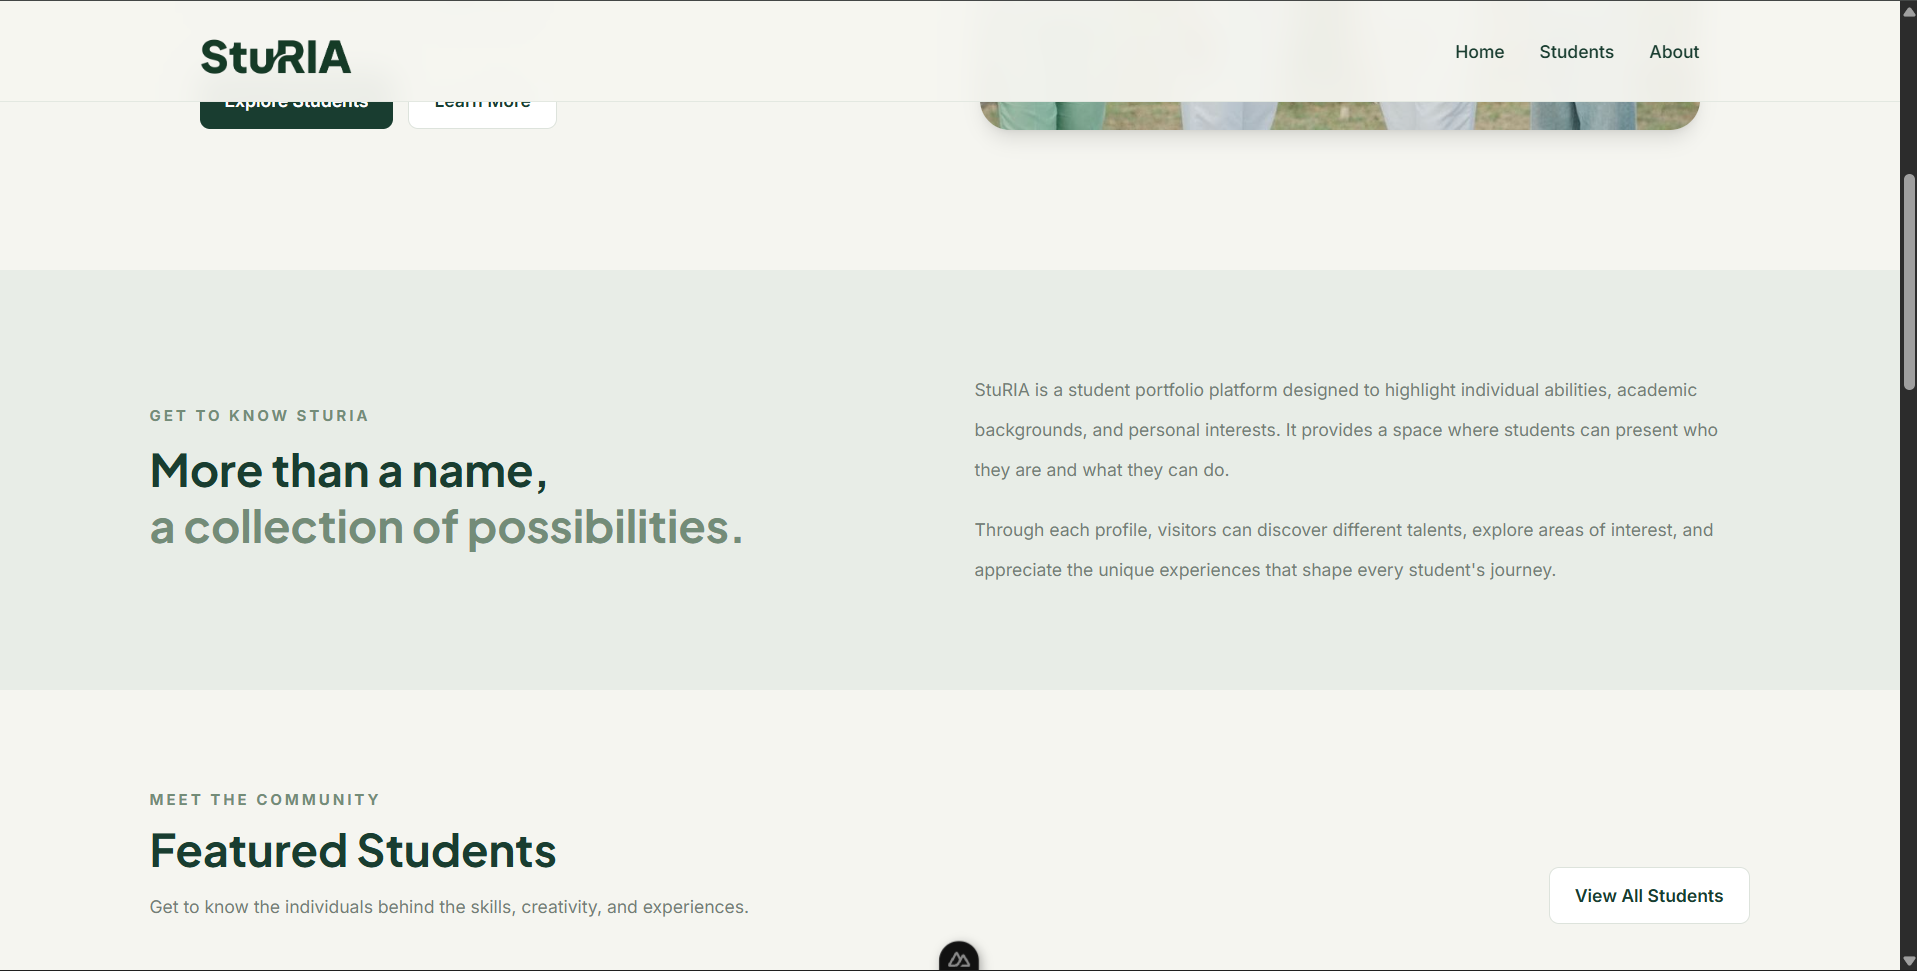 StuRIA
Home Students About
Explore Students Learn More
GET TO KNOW STURIA
More than a name,
a collection of possibilities.
StuRIA is a student portfolio platform designed to highlight individual abilities, academic
backgrounds, and personal interests. It provides a space where students can present who
they are and what they can do.
Through each profile, visitors can discover different talents, explore areas of interest, and
appreciate the unique experiences that shape every student's journey.
MEET THE COMMUNITY
Featured Students
Get to know the individuals behind the skills, creativity, and experiences.
View All Students